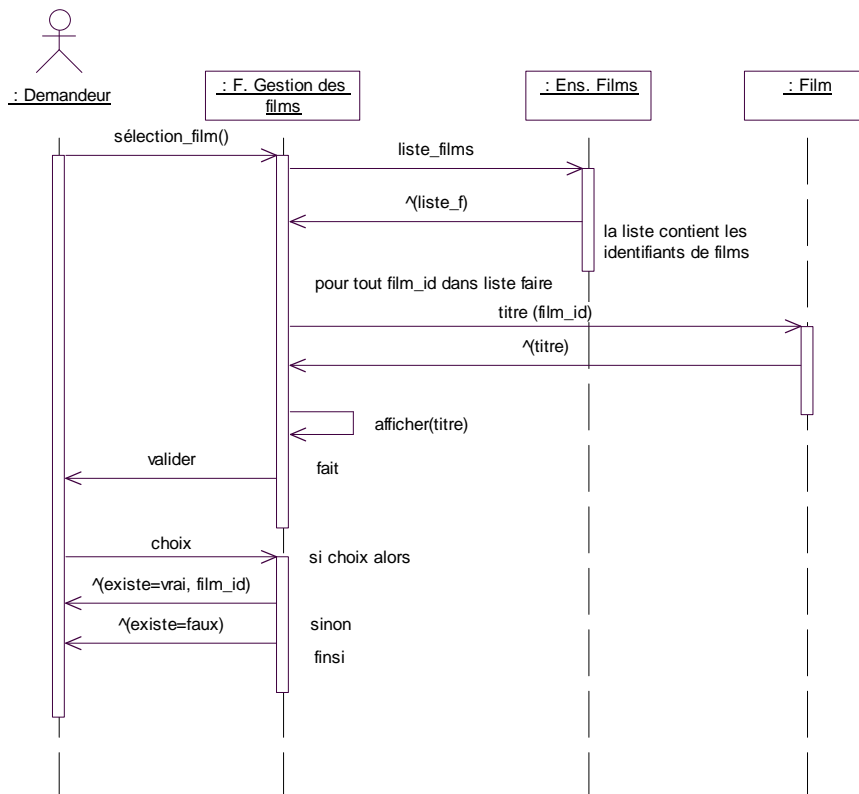 : Demandeur
: F. Gestion des
films
: Ens. Films
: Film
sélection_film()
liste_films
^(liste_f)
la liste contient les
identifiants de films
pour tout film_id dans liste faire
titre (film_id)
^(titre)
afficher(titre)
valider
fait
choix
si choix alors
^(existe=vrai, film_id)
^(existe=faux)
sinon
finsi